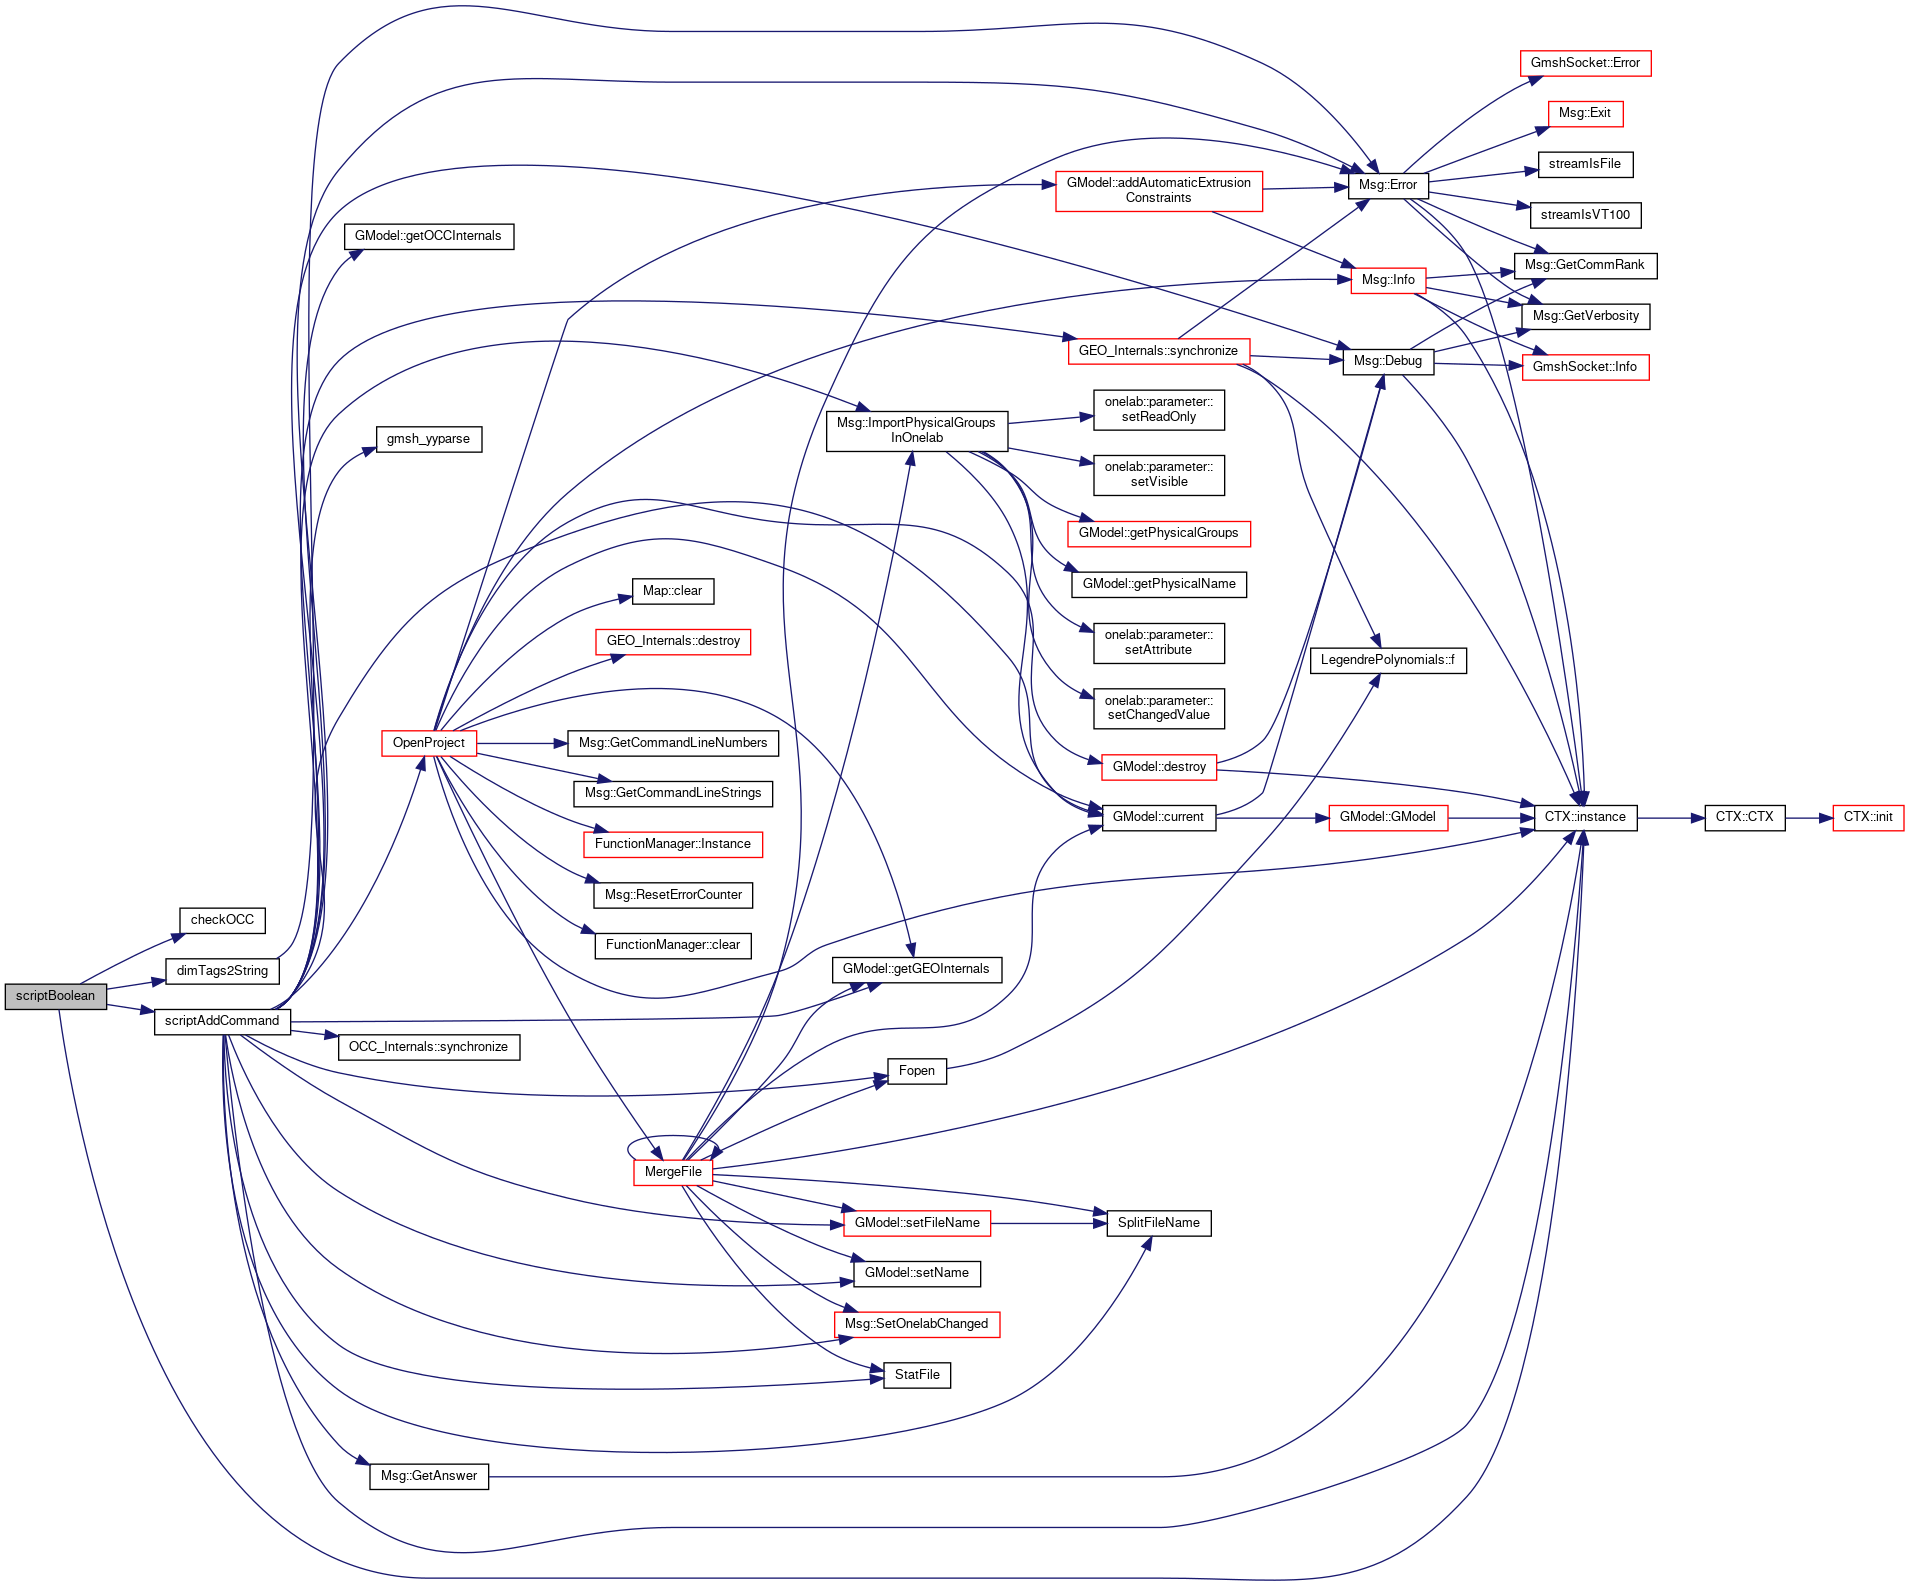 GmshSocket::Error
Msg::Exit
streamIsFile
Msg::Error
GModel::addAutomaticExtrusion
Constraints
streamIsVT100
GModel::getOCCInternals
Msg::GetCommRank
Msg::Info
Msg::GetVerbosity
GEO_Internals::synchronize
Msg::Debug
GmshSocket::Info
onelab::parameter::
setReadOnly
Msg::ImportPhysicalGroups
InOnelab
gmsh_yyparse
onelab::parameter::
setVisible
GModel::getPhysicalGroups
GModel::getPhysicalName
Map::clear
GEO_Internals::destroy
onelab::parameter::
setAttribute
LegendrePolynomials::f
onelab::parameter::
setChangedValue
OpenProject
Msg::GetCommandLineNumbers
GModel::destroy
Msg::GetCommandLineStrings
GModel::current
GModel::GModel
CTX::instance
CTX::CTX
CTX::init
FunctionManager::Instance
Msg::ResetErrorCounter
checkOCC
FunctionManager::clear
dimTags2String
GModel::getGEOInternals
scriptBoolean
scriptAddCommand
OCC_Internals::synchronize
Fopen
MergeFile
GModel::setFileName
SplitFileName
GModel::setName
Msg::SetOnelabChanged
StatFile
Msg::GetAnswer